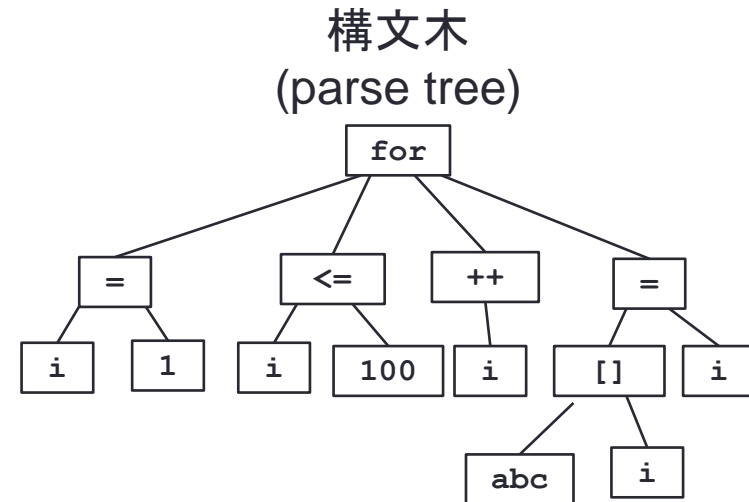 構文木
(parse tree)
for
= <= ++ =
i 1 i 100 i [] i
abc i